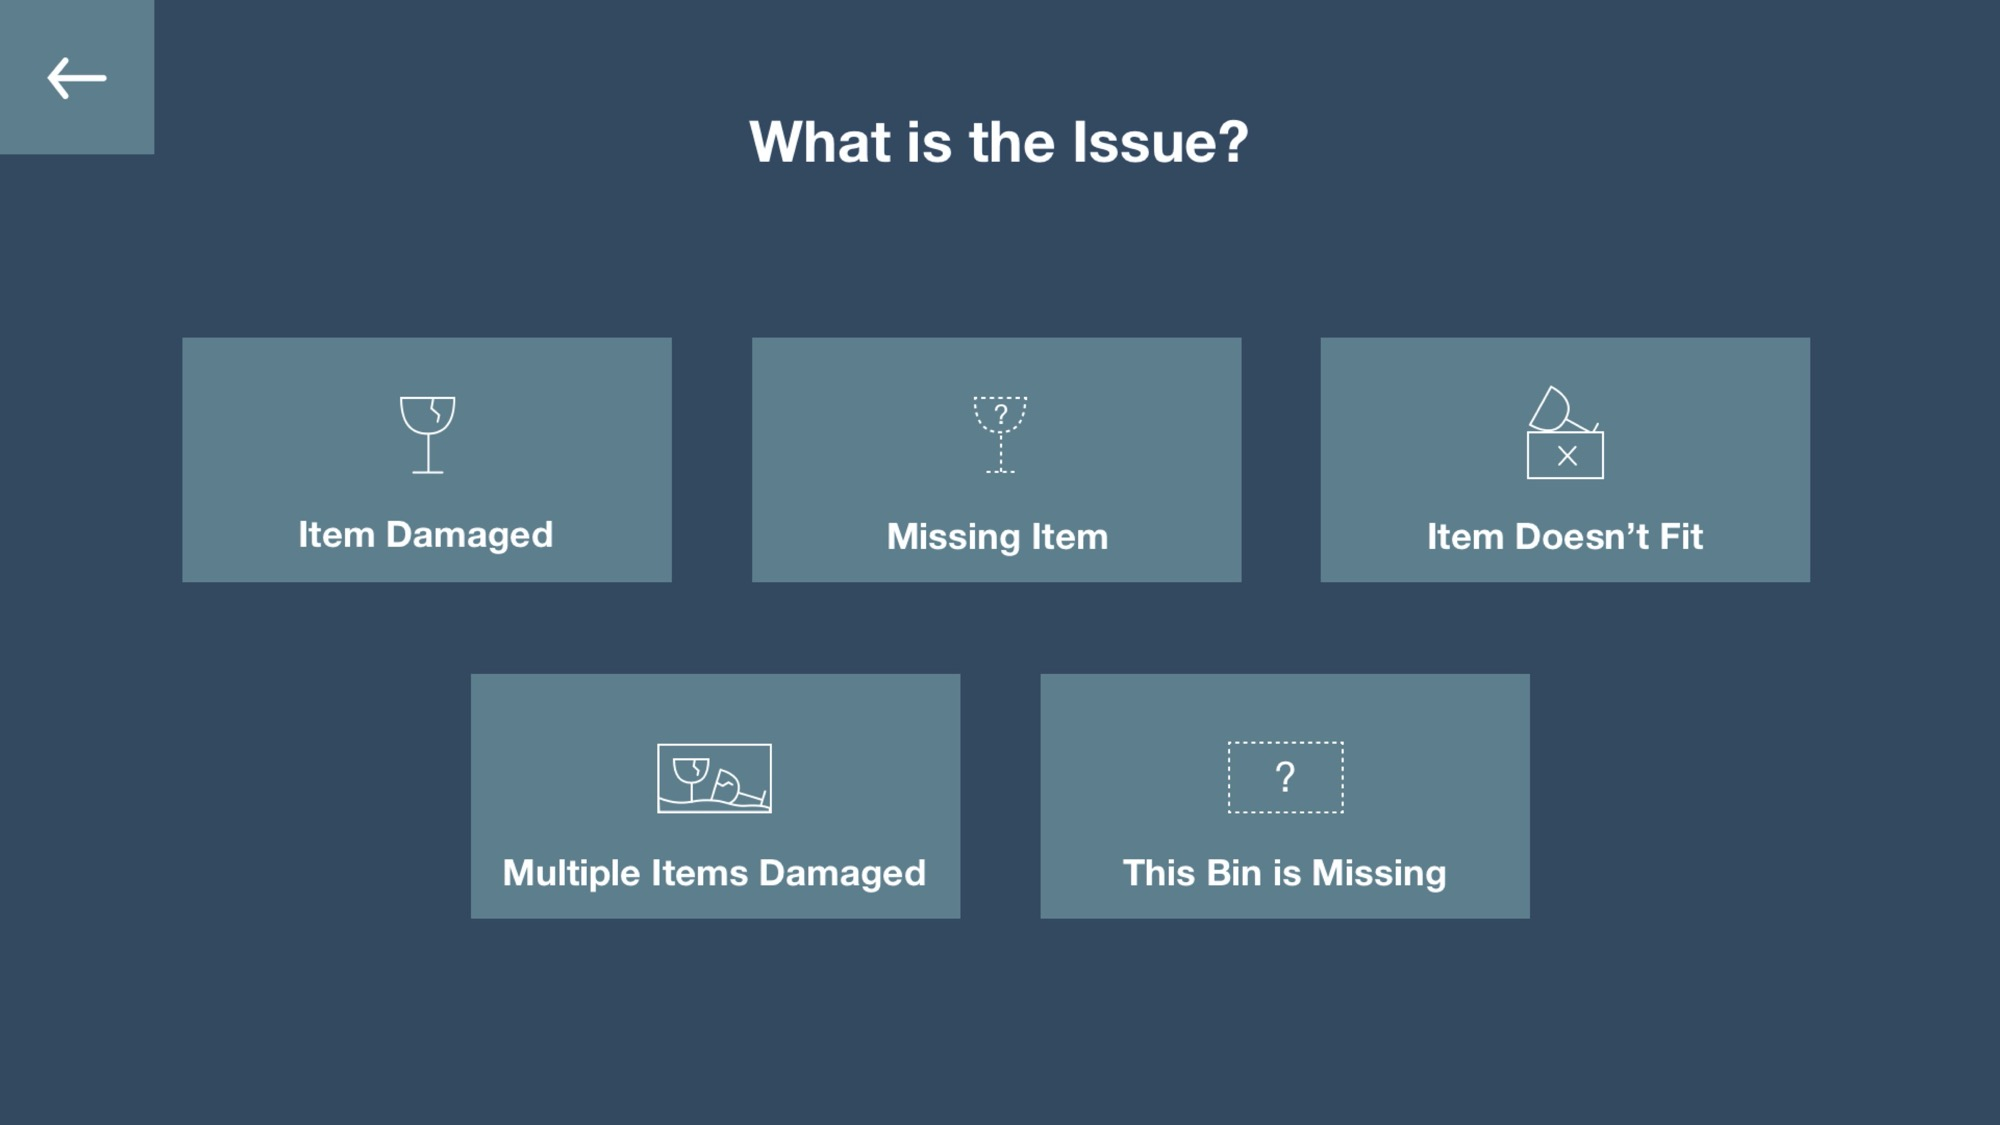 What is the Issue?
?
Item Damaged
Missing Item
Item Doesn’t Fit
?
Multiple Items Damaged
This Bin is Missing